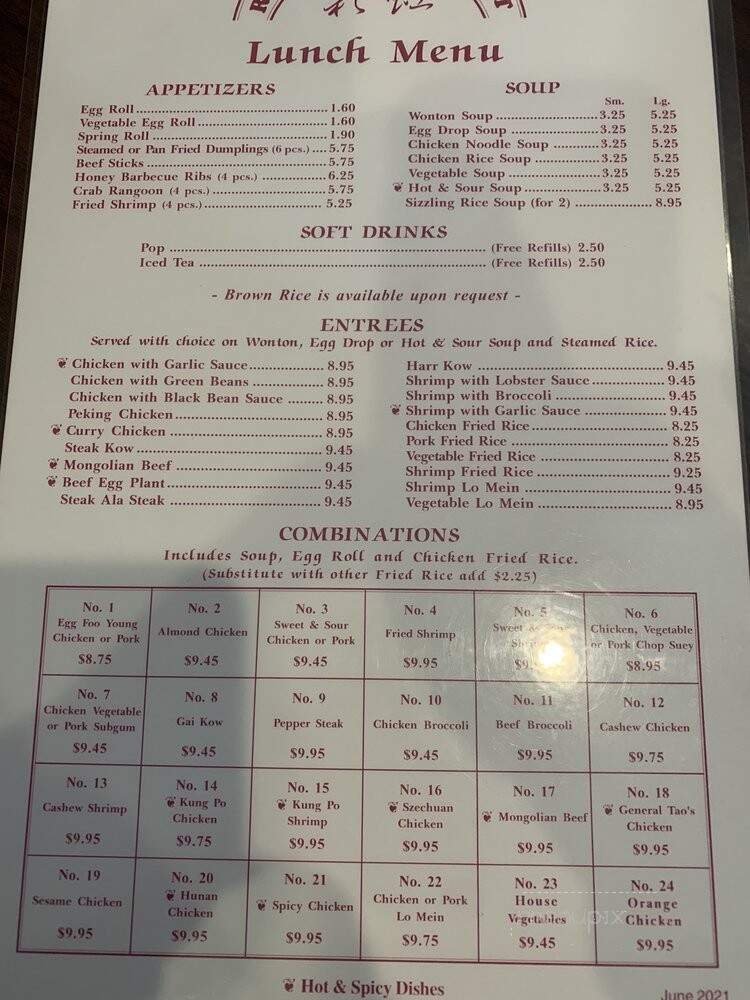 Lunch Menu
APPETIZERS
Egg Roll 1.60
Vegetable Egg Roll 1.60
Spring Roll 1.90
Steamed or Pan Fried Dumplings (6 pcs.) 5.75
Beef Sticks 5.75
Honey Barbecue Ribs (4 pcs.) 6.25
Crab Rangoon (4 pcs.) 5.75
Fried Shrimp (4 pcs.) 5.25
SOUP
Sm. Lg.
Wonton Soup 3.25 5.25
Egg Drop Soup 3.25 5.25
Chicken Noodle Soup 3.25 5.25
Chicken Rice Soup 3.25 5.25
Vegetable Soup 3.25 5.25
Hot & Sour Soup 3.25 5.25
Sizzling Rice Soup (for 2) 8.95
SOFT DRINKS
Pop (Free Refills) 2.50
Iced Tea (Free Refills) 2.50
- Brown Rice is available upon request -
ENTREES
Served with choice on Wonton, Egg Drop or Hot & Sour Soup and Steamed Rice.
Chicken with Garlic Sauce 8.95
Chicken with Green Beans 8.95
Chicken with Black Bean Sauce 8.95
Peking Chicken 8.95
Curry Chicken 8.95
Steak Kow 9.45
Mongolian Beef 9.45
Beef Egg Plant 9.45
Steak Ala Steak 9.45
Harr Kow 9.45
Shrimp with Lobster Sauce 9.45
Shrimp with Broccoli 9.45
Shrimp with Garlic Sauce 9.45
Chicken Fried Rice 8.25
Pork Fried Rice 8.25
Vegetable Fried Rice 8.25
Shrimp Fried Rice 9.25
Shrimp Lo Mein 9.45
Vegetable Lo Mein 8.95
COMBINATIONS
Includes Soup, Egg Roll and Chicken Fried Rice.
(Substitute with other Fried Rice add $2.25)
No. 1
Egg Foo Young
Chicken or Pork
$8.75
No. 2
Almond Chicken
$9.45
No. 3
Sweet & Sour
Chicken or Pork
$9.45
No. 4
Fried Shrimp
$9.95
No. 5
Sweet &
No. 6
Chicken, Vegetable
or Pork Chop Suey
$8.95
No. 7
Chicken Vegetable
or Pork Subgum
$9.45
No. 8
Gai Kow
$9.45
No. 9
Pepper Steak
$9.95
No. 10
Chicken Broccoli
$9.45
No. 11
Beef Broccoli
$9.95
No. 12
Cashew Chicken
$9.75
No. 13
Cashew Shrimp
$9.95
No. 14
Kung Po
Chicken
$9.75
No. 15
Kung Po
Shrimp
$9.95
No. 16
Szechuan
Chicken
$9.95
No. 17
Mongolian Beef
$9.95
No. 18
General Tao's
Chicken
$9.95
No. 19
Sesame Chicken
$9.95
No. 20
Hunan
Chicken
$9.95
No. 21
Spicy Chicken
$9.95
No. 22
Chicken or Pork
Lo Mein
$9.75
No. 23
House
Vegetables
$9.45
No. 24
Orange
Chicken
$9.95
Hot & Spicy Dishes
June 2021